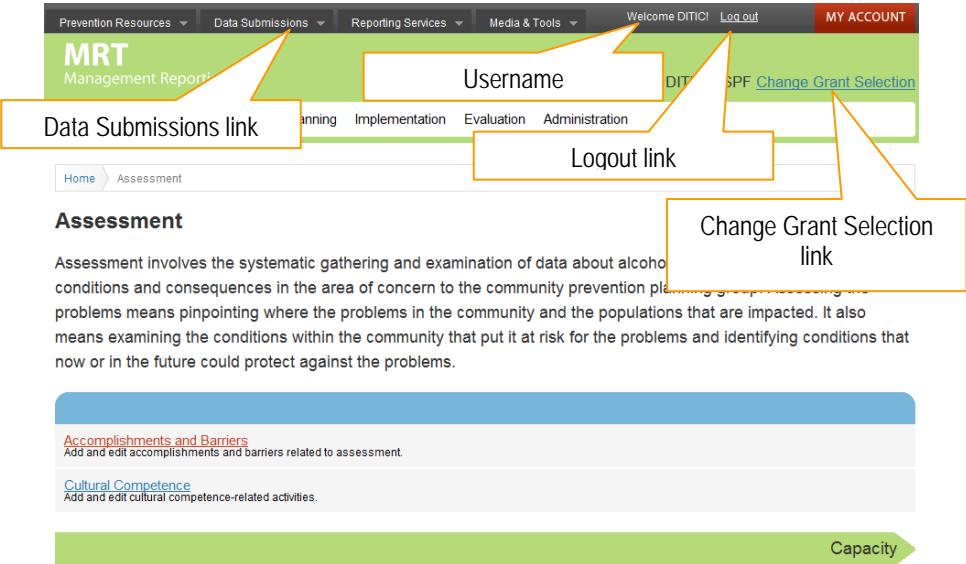 Prevention Resources Data Submissions Reporting Services Media & Tools Welcome DITIC! Log out MY ACCOUNT
MRT
Management Reporti
Username
DITI SPF Change Grant Selection
Data Submissions link
anning Implementation Evaluation Administration
Logout link
Home Assessment
Change Grant Selection
link
Assessment
Assessment involves the systematic gathering and examination of data about alcoho
conditions and consequences in the area of concern to the community prevention planning group. Assessing the
problems means pinpointing where the problems in the community and the populations that are impacted. It also
means examining the conditions within the community that put it at risk for the problems and identifying conditions that
now or in the future could protect against the problems.
Accomplishments and Barriers
Add and edit accomplishments and barriers related to assessment.
Cultural Competence
Add and edit cultural competence-related activities.
Capacity